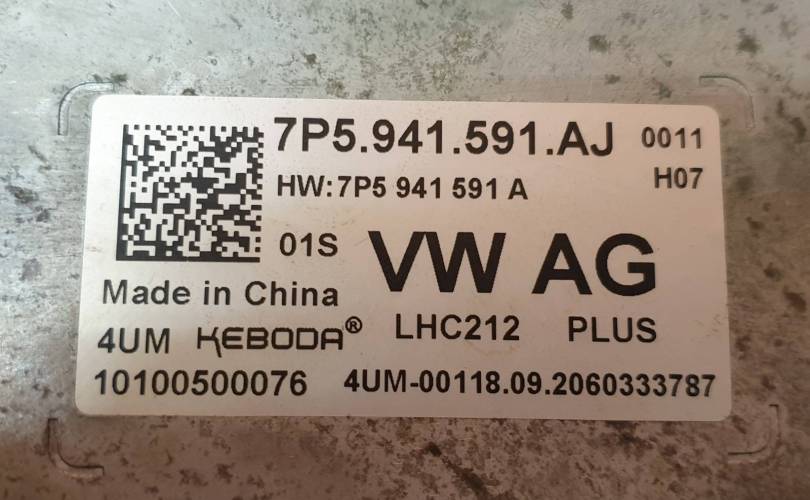 7P5.941.591.AJ 0011
HW:7P5 941 591 A H07
01S VW AG
Made in China
4UM KEBODA® LHC212 PLUS
10100500076 4UM-00118.09.2060333787